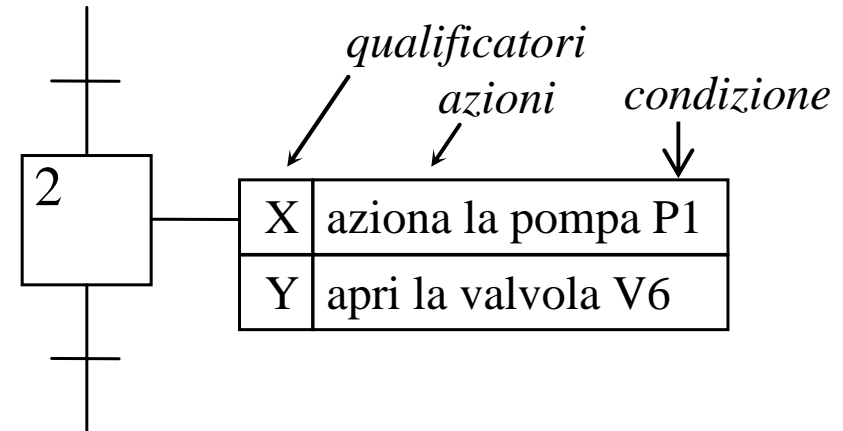 qualificatori
azioni
condizione
2
X aziona la pompa P1
Y apri la valvola V6